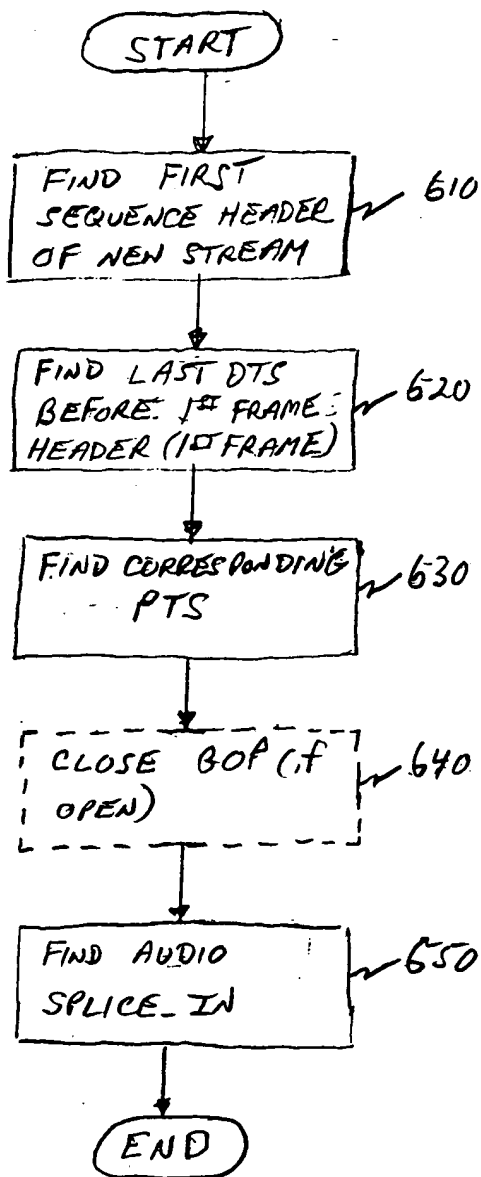 START
FIND FIRST
SEQUENCE HEADER
OF NEW STREAM
610
FIND LAST DTS
BEFORE 1ST FRAME
HEADER (1ST FRAME)
620
FIND CORRESPONDING
PTS
630
CLOSE GOP (if
OPEN)
640
FIND AUDIO
SPLICE_IN
650
END